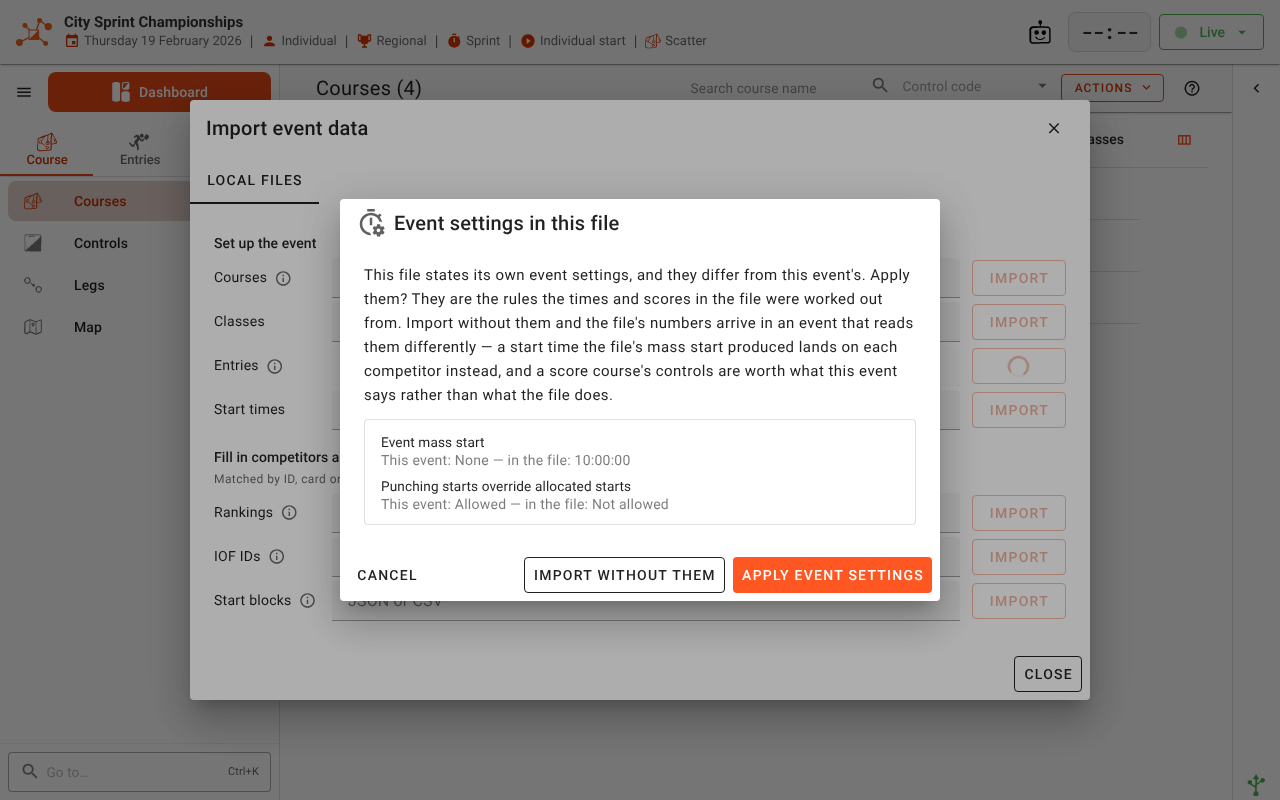 City Sprint Championships
Thursday 19 February 2026 | Individual | Regional | Sprint | Individual start | Scatter
--:--
Live
Dashboard
Courses (4)
Search course name
Control code
ACTIONS
Course
Entries
Courses
Controls
Legs
Map
Go to...
Ctrl+K
Import event data
LOCAL FILES
Set up the event
Courses
IMPORT
Classes
IMPORT
Entries
Start times
IMPORT
Fill in competitors
Matched by ID, card or
Rankings
IMPORT
IOF IDs
IMPORT
Start blocks
JSON or CSV
IMPORT
CLOSE
Event settings in this file
This file states its own event settings, and they differ from this event's. Apply
them? They are the rules the times and scores in the file were worked out
from. Import without them and the file's numbers arrive in an event that reads
them differently — a start time the file's mass start produced lands on each
competitor instead, and a score course's controls are worth what this event
says rather than what the file does.
Event mass start
This event: None — in the file: 10:00:00
Punching starts override allocated starts
This event: Allowed — in the file: Not allowed
CANCEL
IMPORT WITHOUT THEM
APPLY EVENT SETTINGS